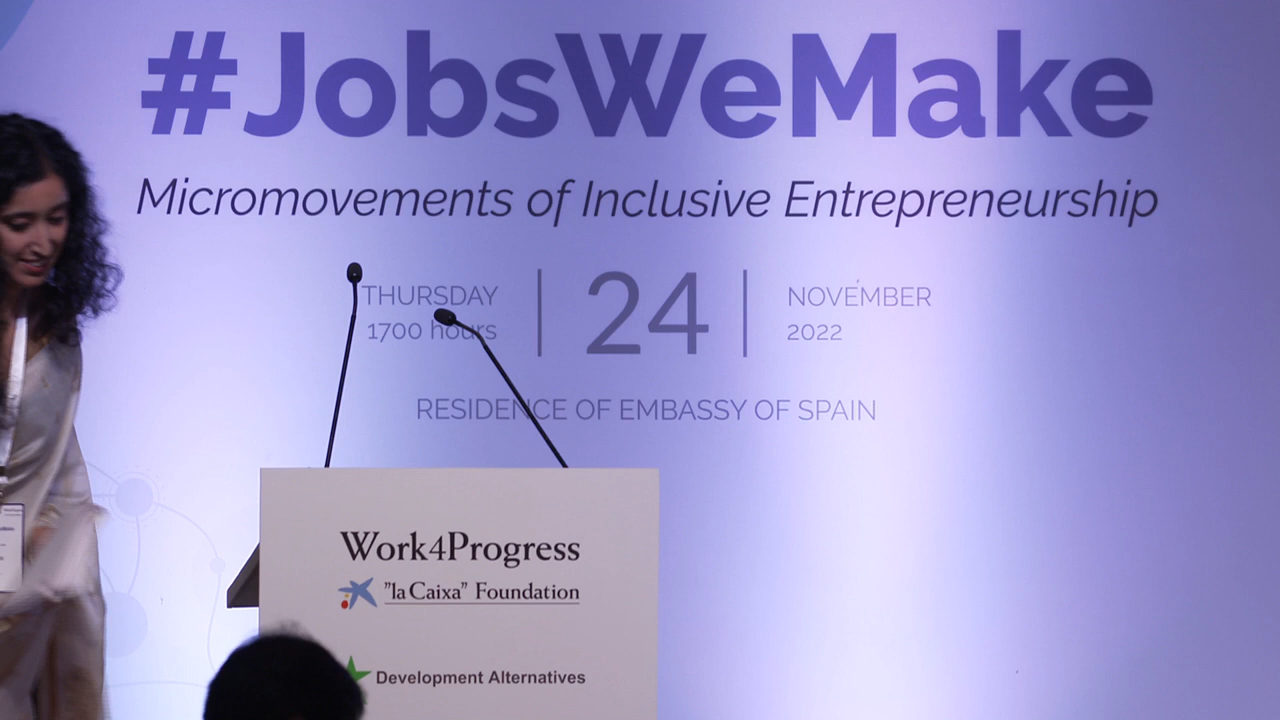 #JobsWeMake
Micromovements of Inclusive Entrepreneurship
THURSDAY
1700 hours
24
NOVEMBER
2022
RESIDENCE OF EMBASSY OF SPAIN
Work4Progress
"la Caixa" Foundation
Development Alternatives